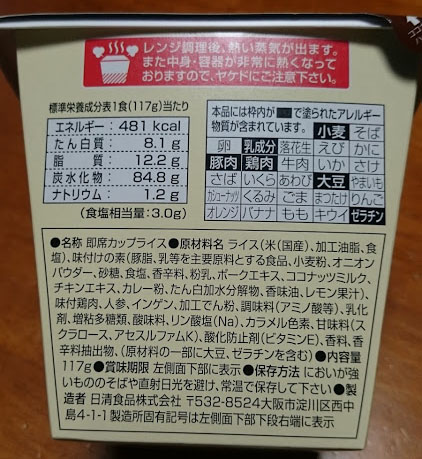 レンジ調理後、熱い蒸気が出ます。
また中身・容器が非常に熱くなって
おりますので、ヤケドにご注意下さい。
標準栄養成分表1食(117g)当たり
エネルギー:481 kcal
たん白質: 8.1 g
脂質: 12.2 g
炭水化物: 84.8 g
ナトリウム: 1.2 g
(食塩相当量:3.0g)
本品には枠内が■で塗られたアレルギー
物質が含まれています。 小麦 そば
卵 乳成分 落花生 えび かに
豚肉 鶏肉 牛肉 いか さけ
さば いくら あわび 大豆 やまいも
カシューナッツ くるみ ごま まつたけ りんご
オレンジ バナナ もも キウイ ゼラチン
●名称 即席カップライス●原材料名 ライス(米(国産)、加工油脂、食
塩)、味付けの素(豚脂、乳等を主要原料とする食品、小麦粉、オニオン
パウダー、砂糖、食塩、香辛料、粉乳、ポークエキス、ココナッツミルク、
チキンエキス、カレー粉、たん白加水分解物、香味油、レモン果汁)、
味付鶏肉、人参、インゲン、加工でん粉、調味料(アミノ酸等)、乳化
剤、増粘多糖類、酸味料、リン酸塩(Na)、カラメル色素、甘味料(ス
クラロース、アセスルファムK)、酸化防止剤(ビタミンE)、香料、香
辛料抽出物、(原材料の一部に大豆、ゼラチンを含む)●内容量
117g●賞味期限 左側面下部に表示●保存方法 においが強
いもののそばや直射日光を避け、常温で保存して下さい●製
造者 日清食品株式会社 〒532-8524大阪市淀川区西中
島4-1-1 製造所固有記号は左側面下部下段右端に表示